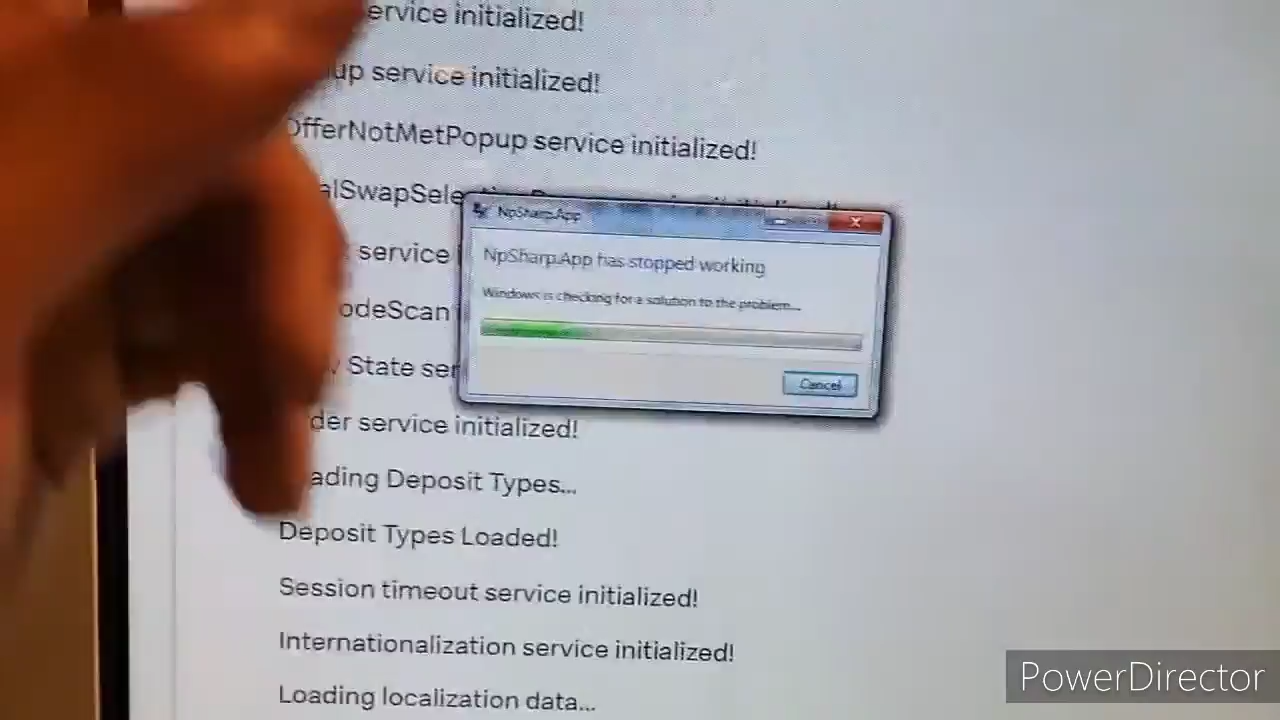 ervice initialized!
up service initialized!
OfferNotMetPopup service initialized!
alSwapSele
NpSharp.App
service
NpSharp.App has stopped working
Windows is checking for a solution to the problem...
odeScan
State ser
Cancel
der service initialized!
ading Deposit Types...
Deposit Types Loaded!
Session timeout service initialized!
Internationalization service initialized!
Loading localization data...
PowerDirector